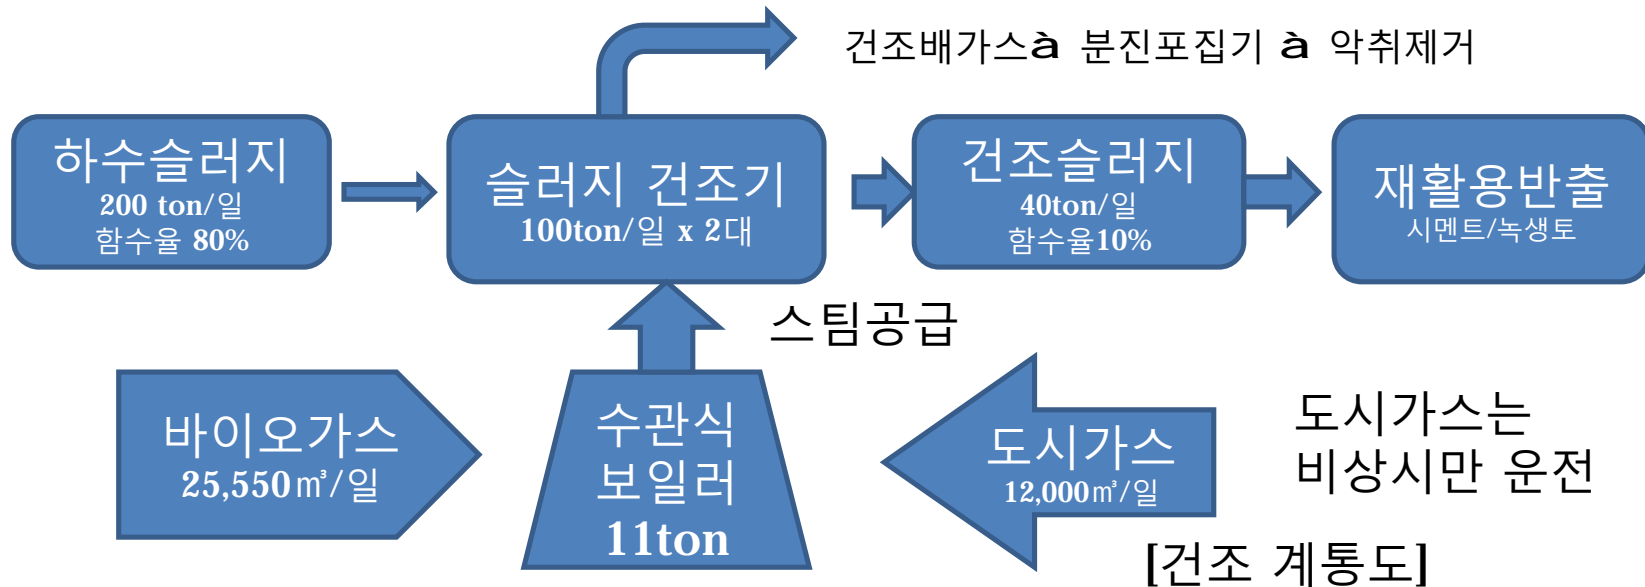 건조배가스à 분진포집기 à 악취제거
하수슬러지
200 ton/일
함수율 80%
슬러지 건조기
100ton/일 x 2대
건조슬러지
40ton/일
함수율10%
재활용반출
시멘트/녹생토
스팀공급
바이오가스
25,550㎥/일
수관식
보일러
11ton
도시가스
12,000㎥/일
도시가스는
비상시만 운전
[건조 계통도]